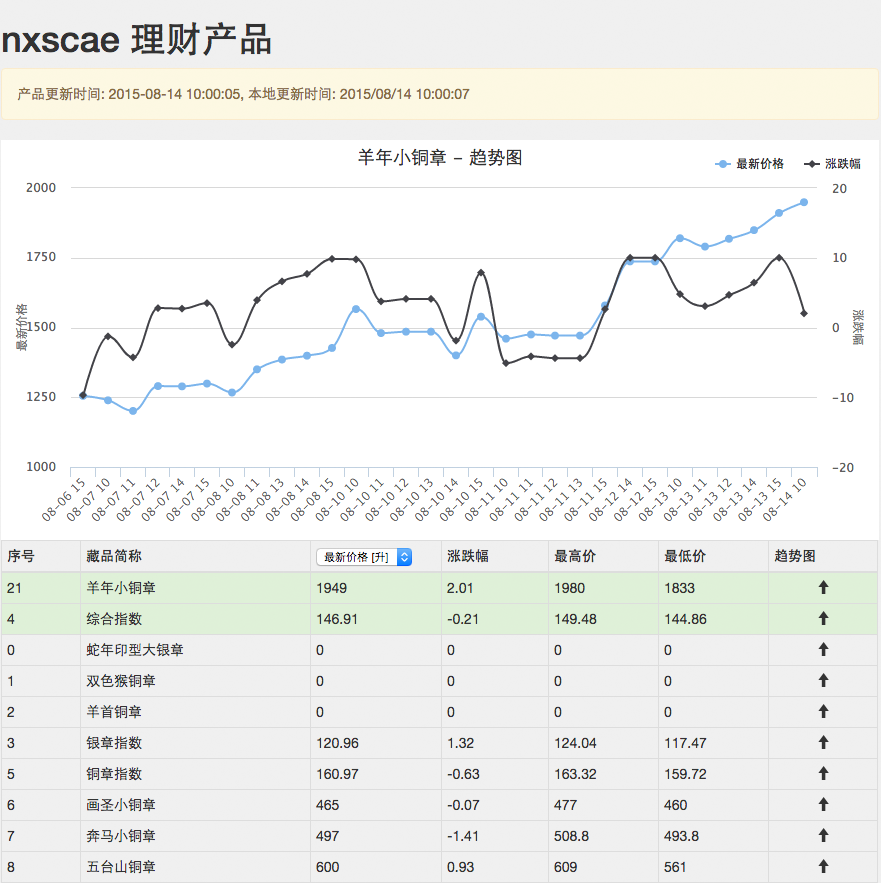 nxscae 理财产品
产品更新时间: 2015-08-14 10:00:05, 本地更新时间: 2015/08/14 10:00:07
羊年小铜章 – 趋势图
最新价格 涨跌幅
2000 20
1750 10
1500 0
1250 −10
1000 −20
最新价格
涨跌幅
08-06 15 08-07 10 08-07 11 08-07 12 08-07 14 08-07 15 08-08 10 08-08 11 08-08 13 08-08 14 08-08 15 08-10 10 08-10 11 08-10 12 08-10 13 08-10 14 08-10 15 08-11 10 08-11 11 08-11 12 08-11 13 08-11 15 08-12 14 08-12 15 08-13 10 08-13 11 08-13 12 08-13 14 08-13 15 08-14 10
序号 藏品简称 最新价格 [升] 涨跌幅 最高价 最低价 趋势图
21 羊年小铜章 1949 2.01 1980 1833
4 综合指数 146.91 -0.21 149.48 144.86
0 蛇年印型大银章 0 0 0 0
1 双色猴铜章 0 0 0 0
2 羊首铜章 0 0 0 0
3 银章指数 120.96 1.32 124.04 117.47
5 铜章指数 160.97 -0.63 163.32 159.72
6 画圣小铜章 465 -0.07 477 460
7 奔马小铜章 497 -1.41 508.8 493.8
8 五台山铜章 600 0.93 609 561